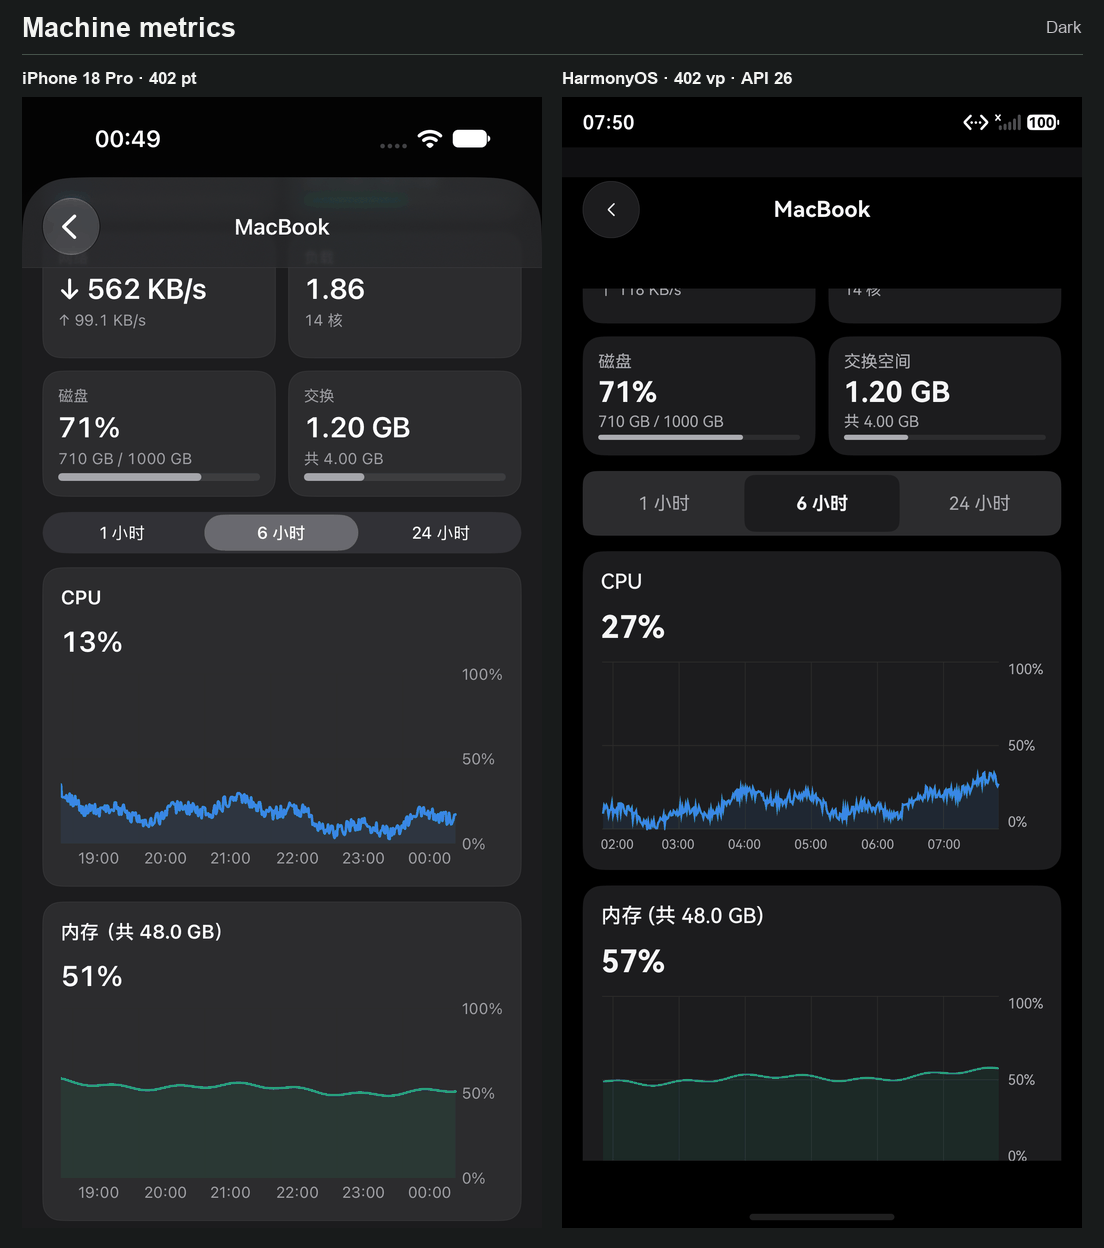 Machine metrics
Dark
iPhone 18 Pro · 402 pt
00:49
MacBook
↓ 562 KB/s
↑ 99.1 KB/s
1.86
14 核
磁盘
71%
710 GB / 1000 GB
交换
1.20 GB
共 4.00 GB
1 小时
6 小时
24 小时
CPU
13%
100%
50%
0%
19:00 20:00 21:00 22:00 23:00 00:00
内存 (共 48.0 GB)
51%
100%
50%
0%
19:00 20:00 21:00 22:00 23:00 00:00
HarmonyOS · 402 vp · API 26
07:50
100
MacBook
↑ 118 KB/s
14 核
磁盘
71%
710 GB / 1000 GB
交换空间
1.20 GB
共 4.00 GB
1 小时
6 小时
24 小时
CPU
27%
100%
50%
0%
02:00 03:00 04:00 05:00 06:00 07:00
内存 (共 48.0 GB)
57%
100%
50%
0%